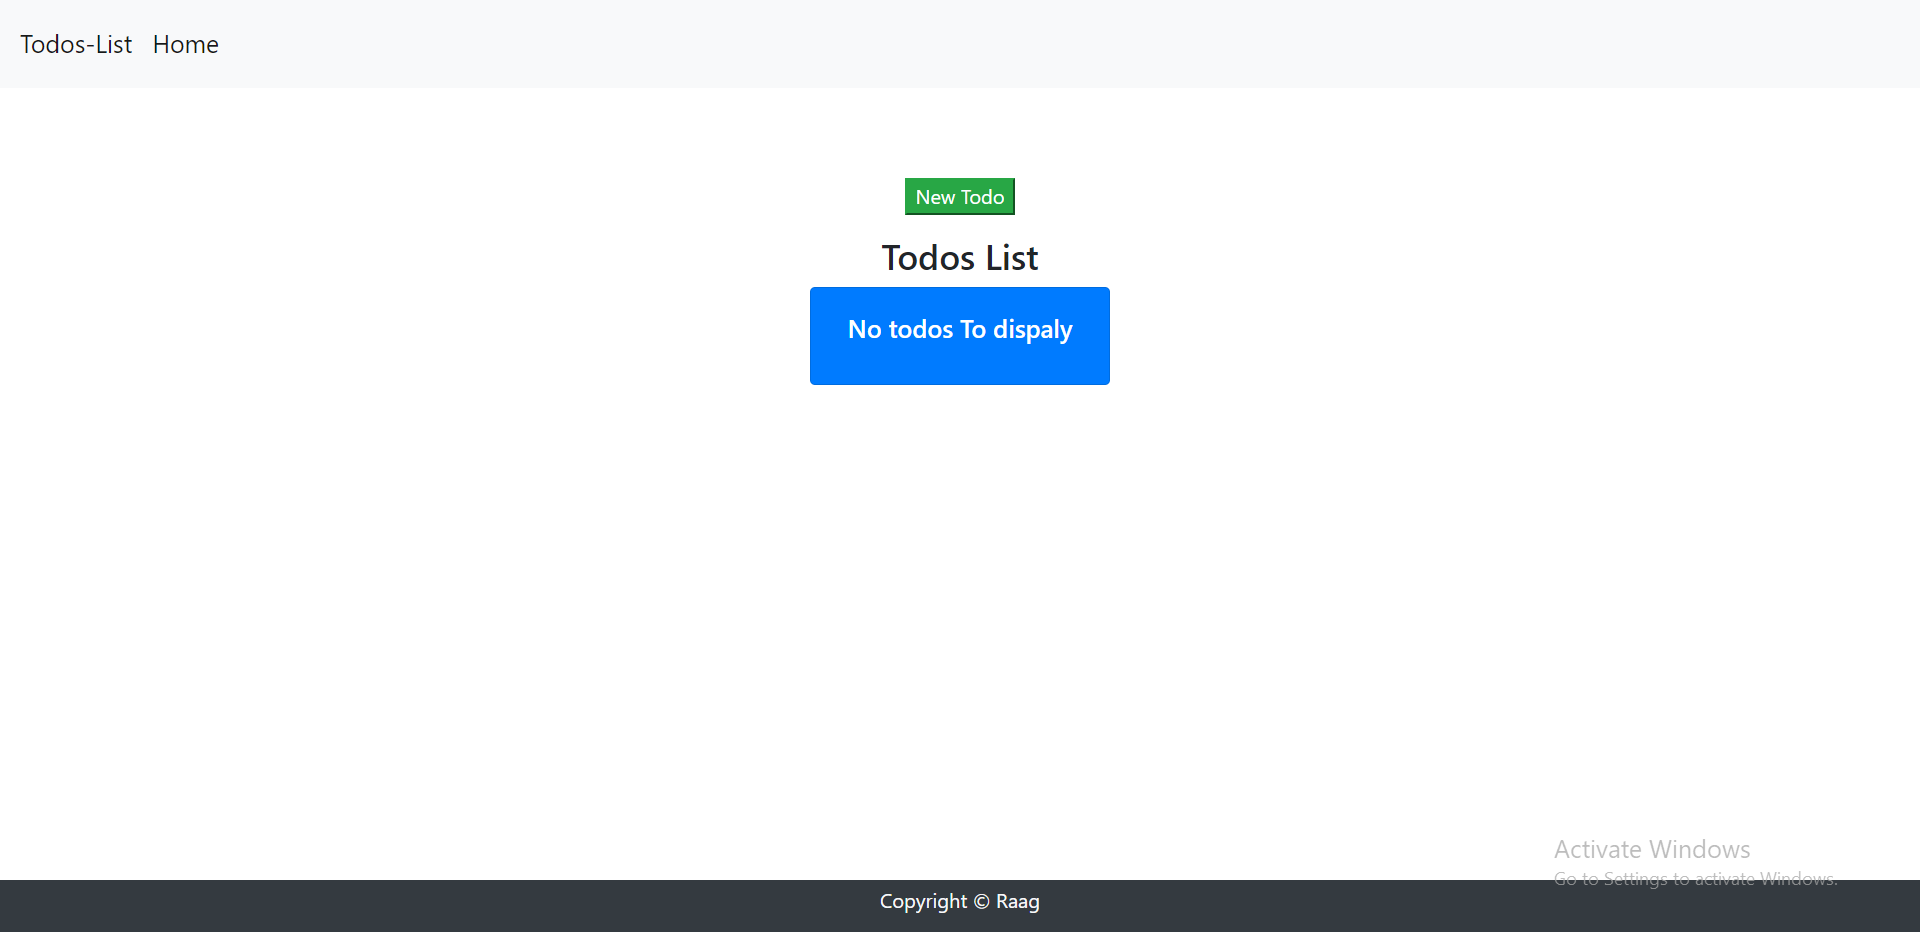 Todos-List Home
New Todo
Todos List
No todos To dispaly
Activate Windows
Go to Settings to activate Windows.
Copyright © Raag